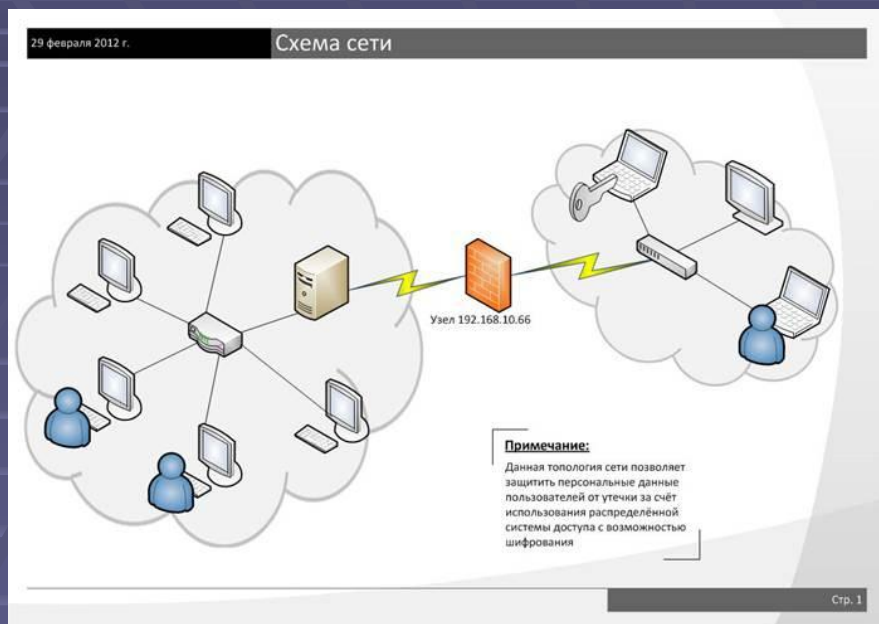 29 февраля 2012 г.
Схема сети
Узел 192.168.10.66
Примечание:
Данная топология сети позволяет
защитить персональные данные
пользователей от утечки за счёт
использования распределённой
системы доступа с возможностью
шифрования
Стр. 1